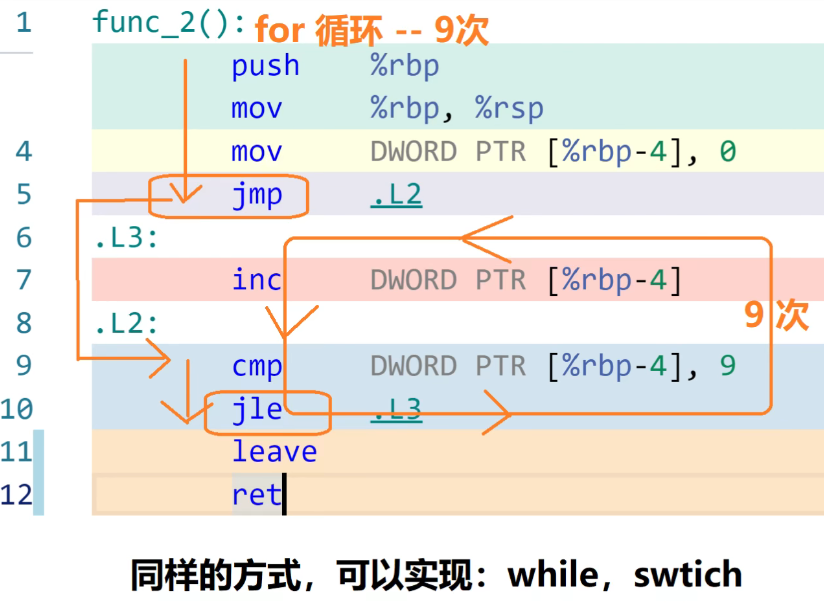 1 func_2(): for 循环 -- 9次
push %rbp
mov %rbp, %rsp
4 mov DWORD PTR [%rbp-4], 0
5 jmp .L2
6 .L3:
7 inc DWORD PTR [%rbp-4]
9 次
8 .L2:
9 cmp DWORD PTR [%rbp-4], 9
10 jle .L3
11 leave
12 ret
同样的方式，可以实现：while，swtich